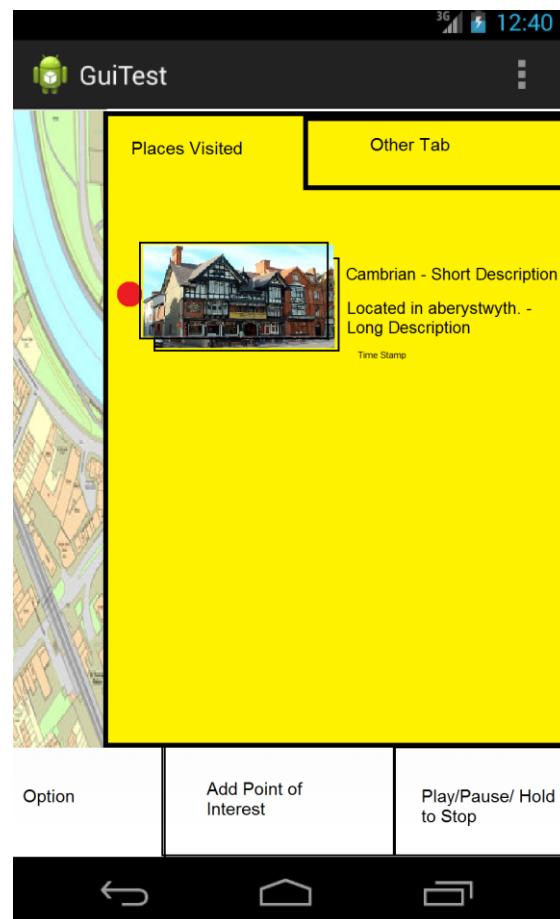 3G 12:40
GuiTest
Places Visited
Other Tab
Cambrian - Short Description
Located in aberystwyth. -
Long Description
Time Stamp
Option
Add Point of
Interest
Play/Pause/ Hold
to Stop